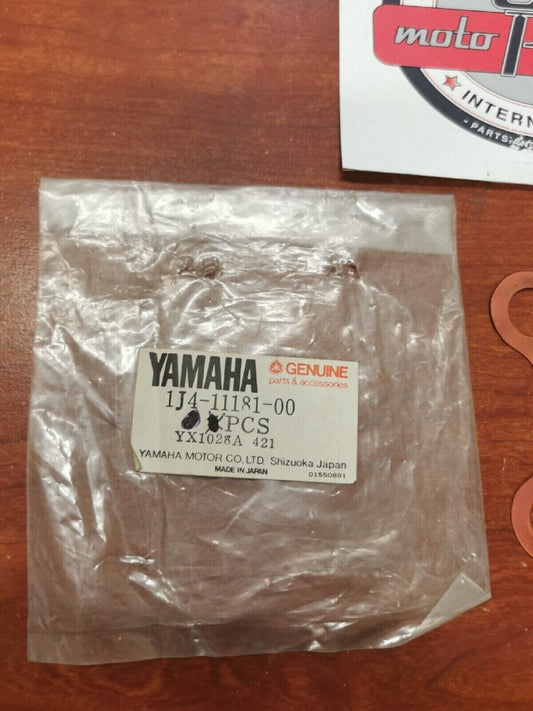 moto
INTERN
YAMAHA GENUINE
parts & accessories
1J4-11181-00
PCS
YX1028A 421
YAMAHA MOTOR CO., LTD. Shizuoka Japan
MADE IN JAPAN
01550891